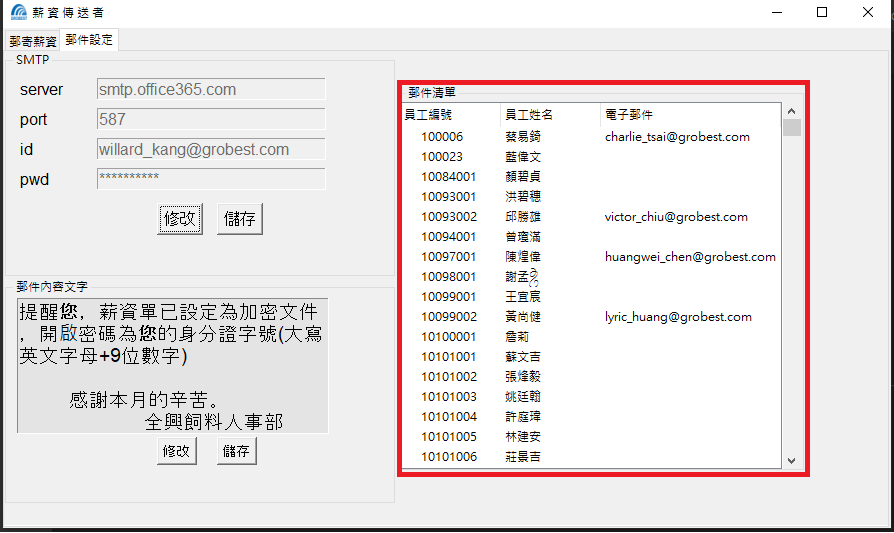 薪資傳送者
郵寄薪資 郵件設定
SMTP
server smtp.office365.com
port 587
id willard_kang@grobest.com
pwd **********
修改 儲存
郵件內容文字
提醒您，薪資單已設定為加密文件
，開啟密碼為您的身分證字號(大寫
英文字母+9位數字)
感謝本月的辛苦。
全興飼料人事部
修改 儲存
郵件清單
員工編號 員工姓名 電子郵件
100006 蔡易錡 charlie_tsai@grobest.com
100023 藍偉文
10084001 顏碧貞
10093001 洪碧穗
10093002 邱勝雄 victor_chiu@grobest.com
10094001 曾瓊滿
10097001 陳煌偉 huangwei_chen@grobest.com
10098001 謝孟
10099001 王宜宸
10099002 黃尚健 lyric_huang@grobest.com
10100001 詹莉
10101001 蘇文吉
10101002 張烽毅
10101003 姚廷翰
10101004 許庭瑋
10101005 林建安
10101006 莊景吉